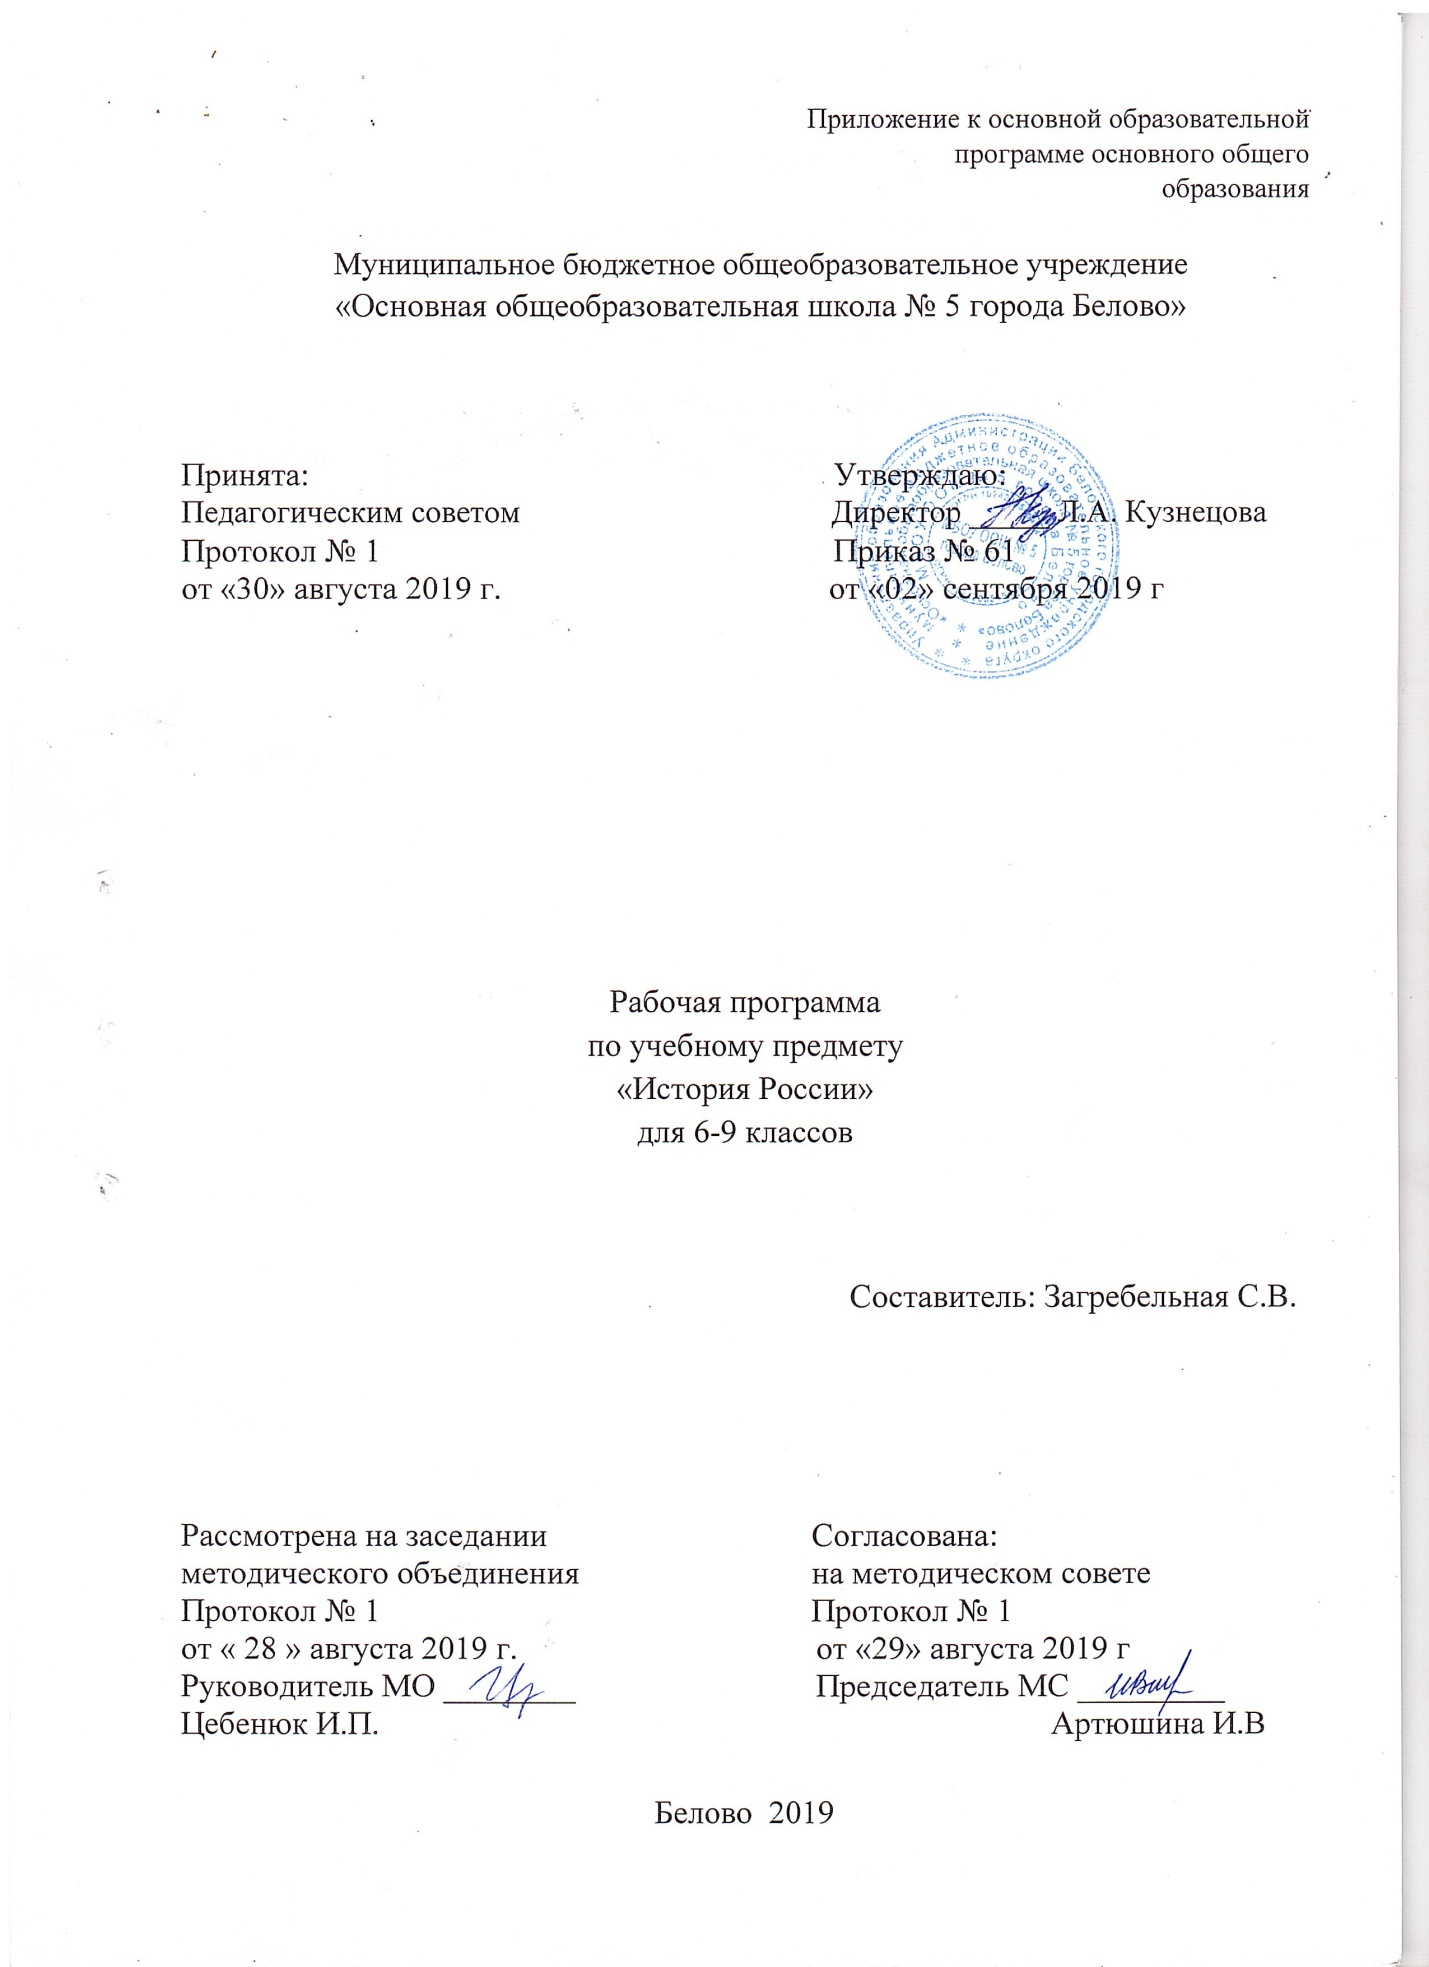 Приложение к основной образовательной
программе основного общего
образования
Муниципальное бюджетное общеобразовательное учреждение
«Основная общеобразовательная школа № 5 города Белово»
Принята:
Педагогическим советом
Протокол № 1
от «30» августа 2019 г.
Утверждаю:
Директор ______ Л.А. Кузнецова
Приказ № 61
от «02» сентября 2019 г
Рабочая программа
по учебному предмету
«История России»
для 6-9 классов
Составитель: Загребельная С.В.
Рассмотрена на заседании
методического объединения
Протокол № 1
от « 28 » августа 2019 г.
Руководитель МО ________
Цебенюк И.П.
Согласована:
на методическом совете
Протокол № 1
от «29» августа 2019 г
Председатель МС _________
Артюшина И.В
Белово 2019